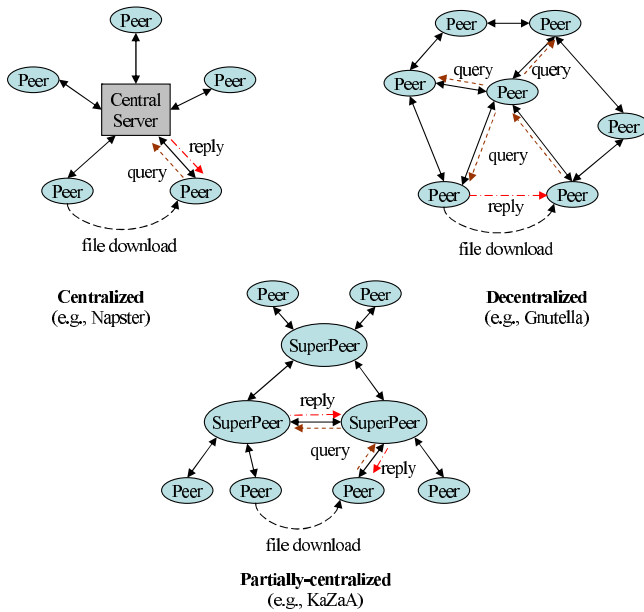 Peer
Peer
Peer
Central
Server
reply
query
Peer
Peer
file download
Centralized
(e.g., Napster)
Peer
Peer
query
query
Peer
Peer
Peer
query
Peer
reply
Peer
file download
Decentralized
(e.g., Gnutella)
Peer
Peer
SuperPeer
reply
SuperPeer
SuperPeer
query
reply
Peer
Peer
Peer
Peer
file download
Partially-centralized
(e.g., KaZaA)